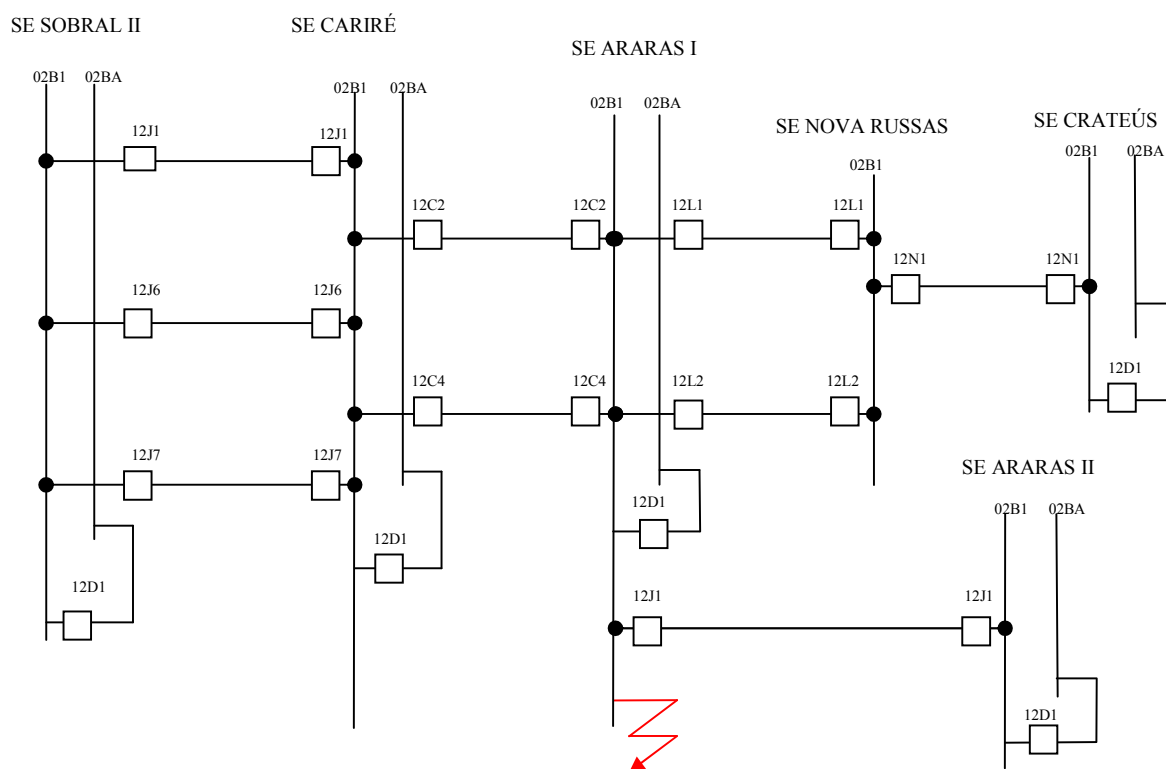 SE SOBRAL II
SE CARIRÉ
SE ARARAS I
SE NOVA RUSSAS
SE CRATEÚS
02B1 02BA
02B1 02BA
02B1 02BA
02B1
02B1 02BA
12J1 12J1
12C2 12C2 12L1 12L1
12N1 12N1
12J6 12J6
12C4 12C4 12L2 12L2
12D1
12J7 12J7
SE ARARAS II
02B1 02BA
12D1
12D1
12D1
12J1 12J1
12D1